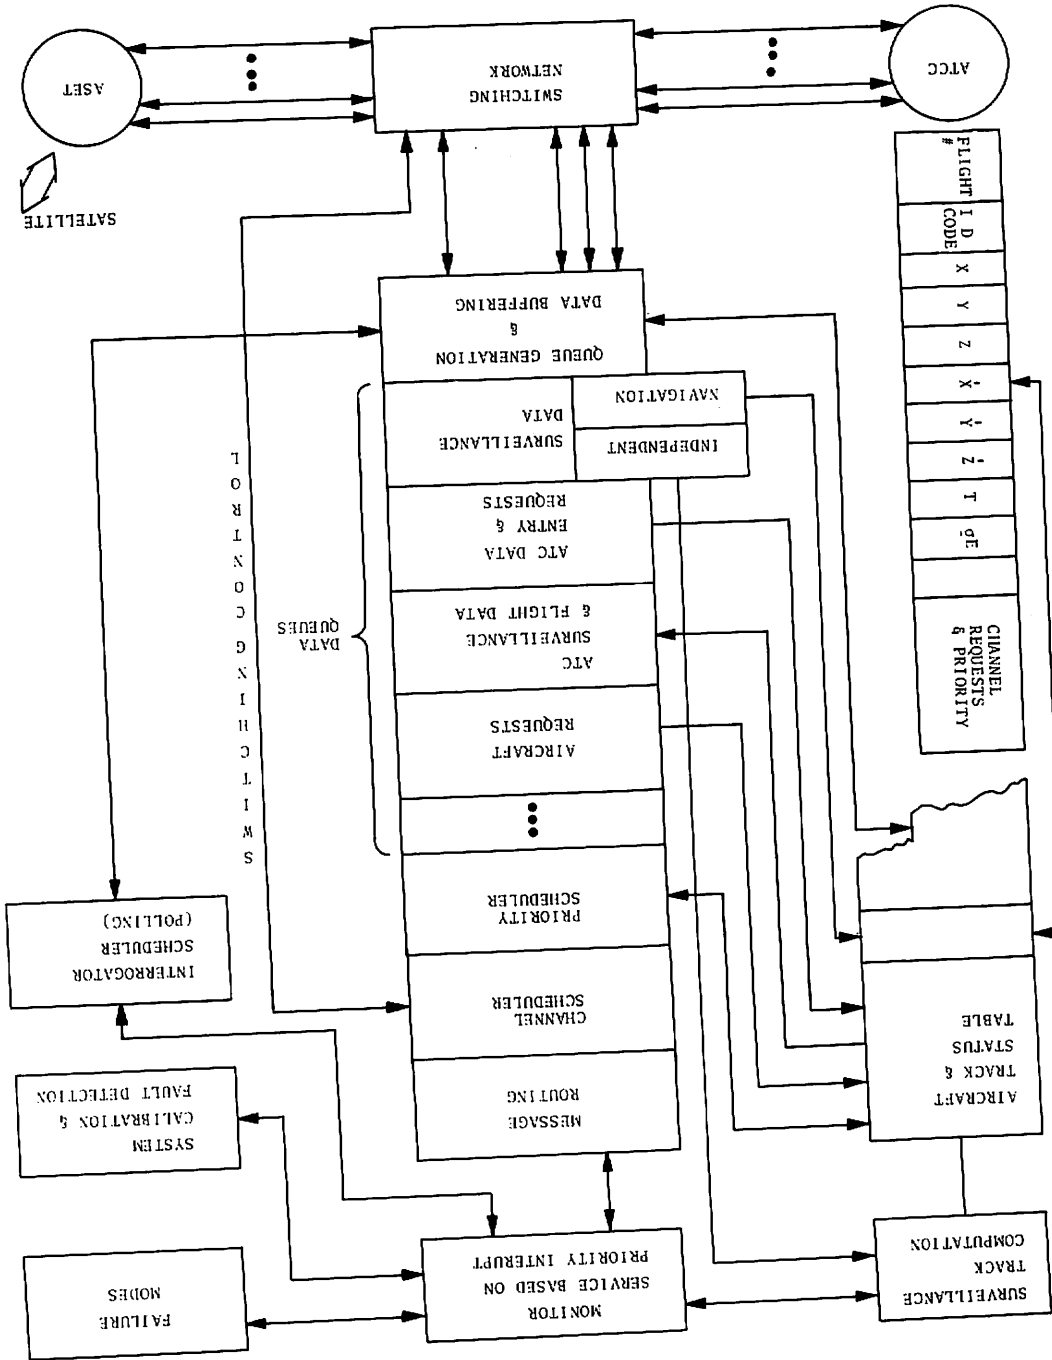 SURVEILLANCE
TRACK
COMPUTATION
MONITOR
SERVICE BASED ON
PRIORITY INTERUPT
FAILURE
MODES
SYSTEM
CALIBRATION &
FAULT DETECTION
AIRCRAFT
TRACK &
STATUS
TABLE
MESSAGE
ROUTING
CHANNEL
SCHEDULER
PRIORITY
SCHEDULER
INTERROGATOR
SCHEDULER
(POLLING)
AIRCRAFT
REQUESTS
ATC
SURVEILLANCE
& FLIGHT DATA
ATC DATA
ENTRY &
REQUESTS
INDEPENDENT
NAVIGATION
SURVEILLANCE
DATA
DATA
QUEUES
SWITCHING CONTROL
QUEUE GENERATION
&
DATA BUFFERING
CHANNEL
REQUESTS
& PRIORITY
FLIGHT
#
I D
CODE
X
Y
Z
Ẋ
Ẏ
Ż
T
σE
SATELLITE
ATCC
SWITCHING
NETWORK
ASET